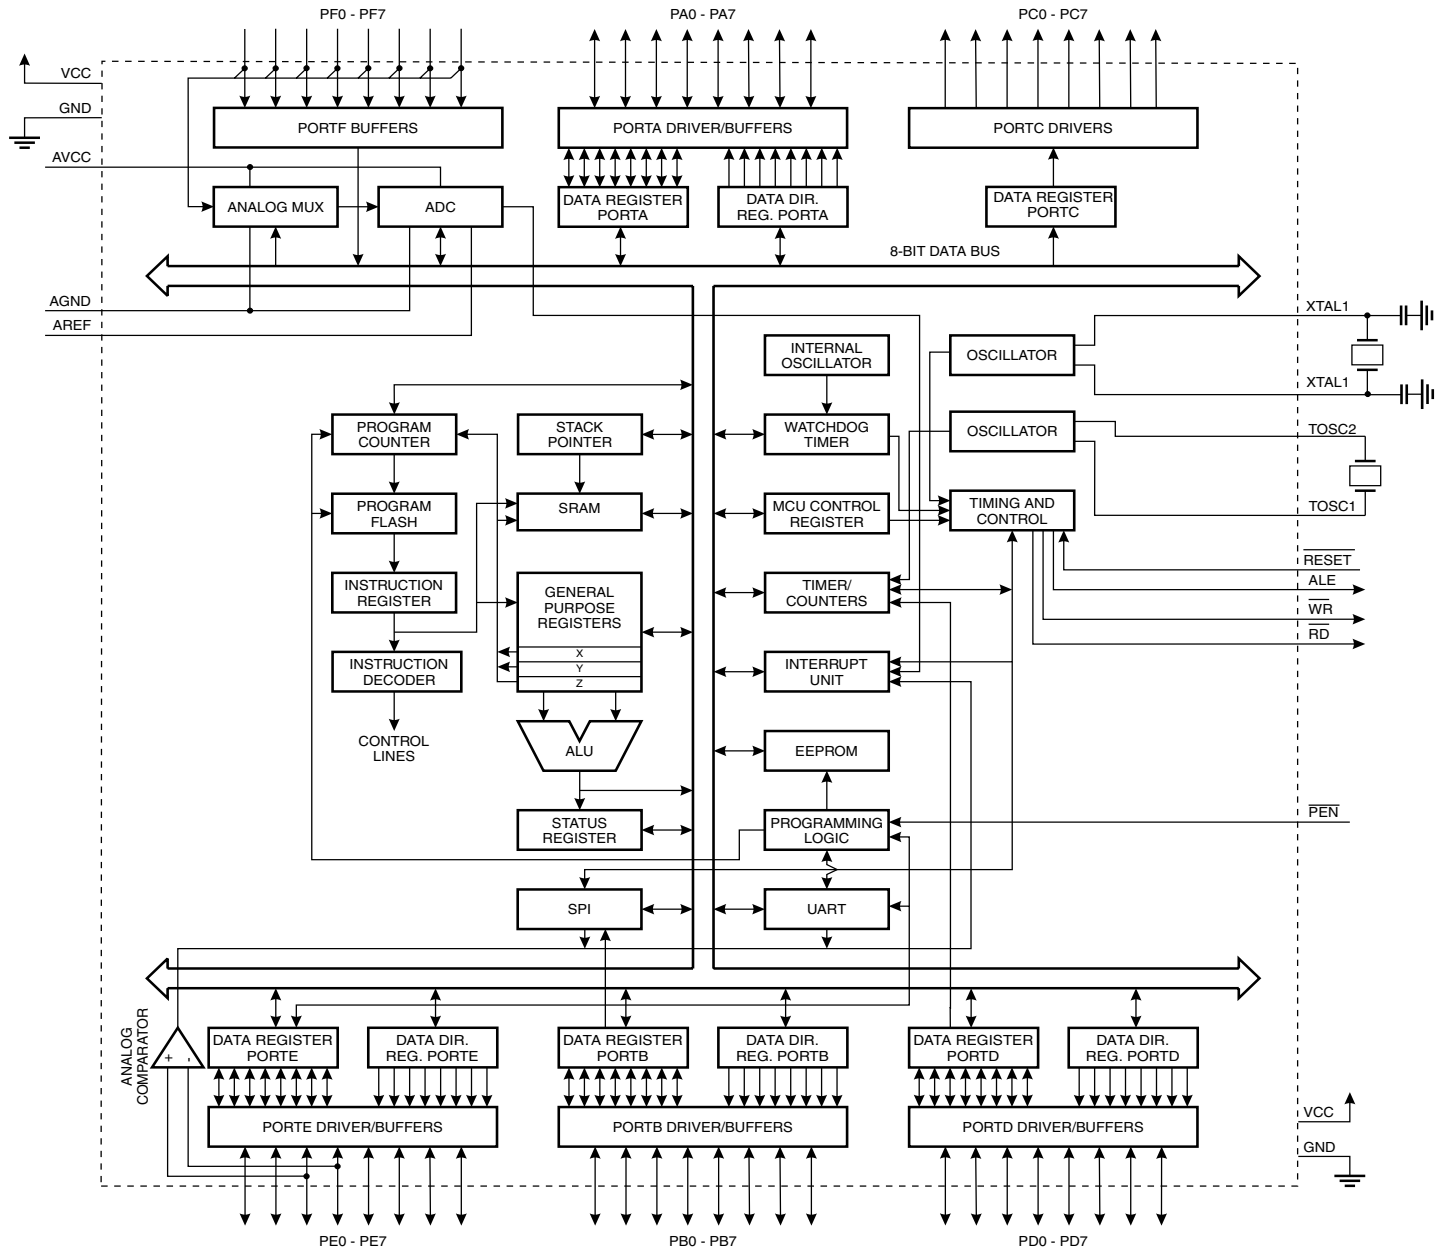 PF0 - PF7
PA0 - PA7
PC0 - PC7
VCC
GND
AVCC
PORTF BUFFERS
PORTA DRIVER/BUFFERS
PORTC DRIVERS
ANALOG MUX
ADC
DATA REGISTER
PORTA
DATA DIR.
REG. PORTA
DATA REGISTER
PORTC
8-BIT DATA BUS
AGND
AREF
XTAL1
INTERNAL
OSCILLATOR
OSCILLATOR
XTAL1
PROGRAM
COUNTER
STACK
POINTER
WATCHDOG
TIMER
OSCILLATOR
TOSC2
PROGRAM
FLASH
SRAM
MCU CONTROL
REGISTER
TIMING AND
CONTROL
TOSC1
RESET
ALE
WR
RD
INSTRUCTION
REGISTER
GENERAL
PURPOSE
REGISTERS
X
Y
Z
TIMER/
COUNTERS
INSTRUCTION
DECODER
INTERRUPT
UNIT
CONTROL
LINES
ALU
EEPROM
STATUS
REGISTER
PROGRAMMING
LOGIC
PEN
SPI
UART
ANALOG
COMPARATOR
+
-
DATA REGISTER
PORTE
DATA DIR.
REG. PORTE
DATA REGISTER
PORTB
DATA DIR.
REG. PORTB
DATA REGISTER
PORTD
DATA DIR.
REG. PORTD
PORTE DRIVER/BUFFERS
PORTB DRIVER/BUFFERS
PORTD DRIVER/BUFFERS
VCC
GND
PE0 - PE7
PB0 - PB7
PD0 - PD7